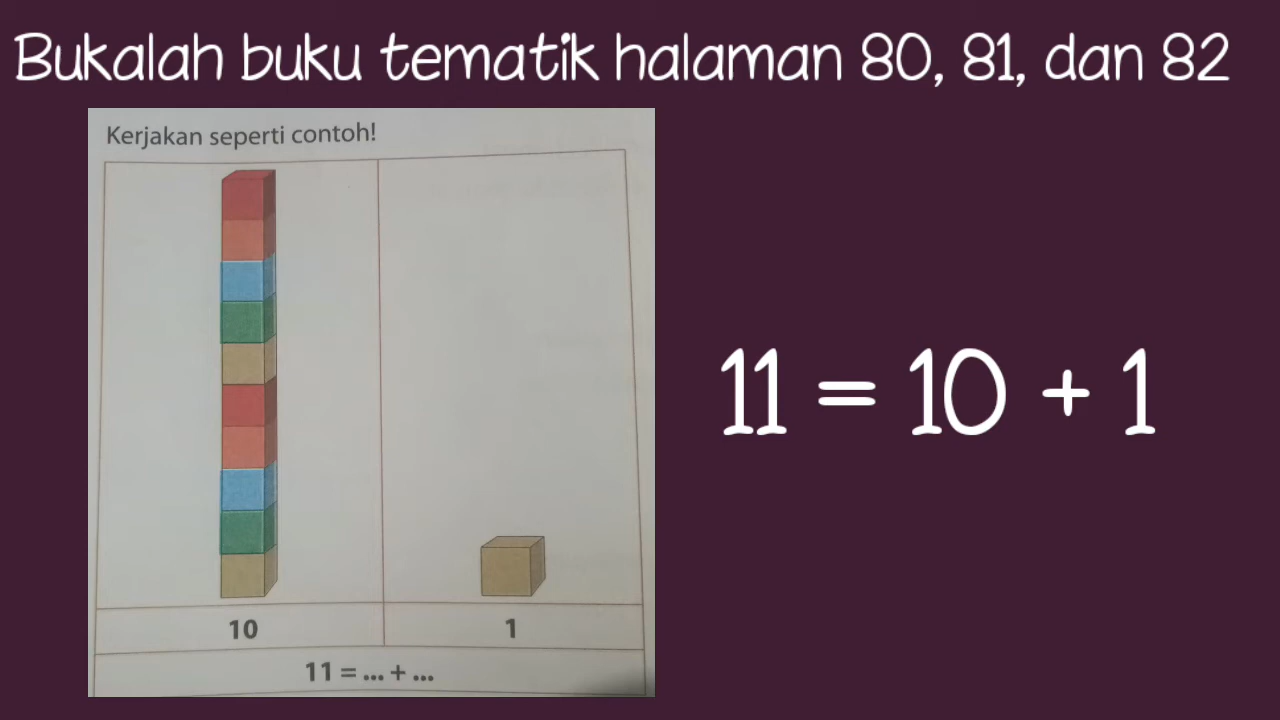 Bukalah buku tematik halaman 80, 81, dan 82
Kerjakan seperti contoh!
10
1
11 = ... + ...
11 = 10 + 1